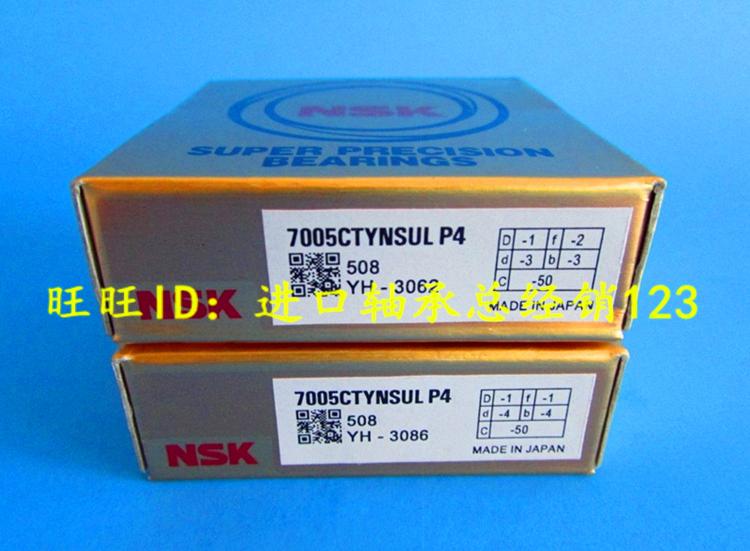 NSK
SUPER PRECISION
BEARINGS
7005CTYNSUL P4
508
YH - 3062
D -1 f -2
d -3 b -3
C -50
MADE IN JAPAN
NSK
旺旺ID：进口轴承总经销123
7005CTYNSUL P4
508
YH - 3086
D -1 f -1
d -4 b -4
C -50
MADE IN JAPAN
NSK